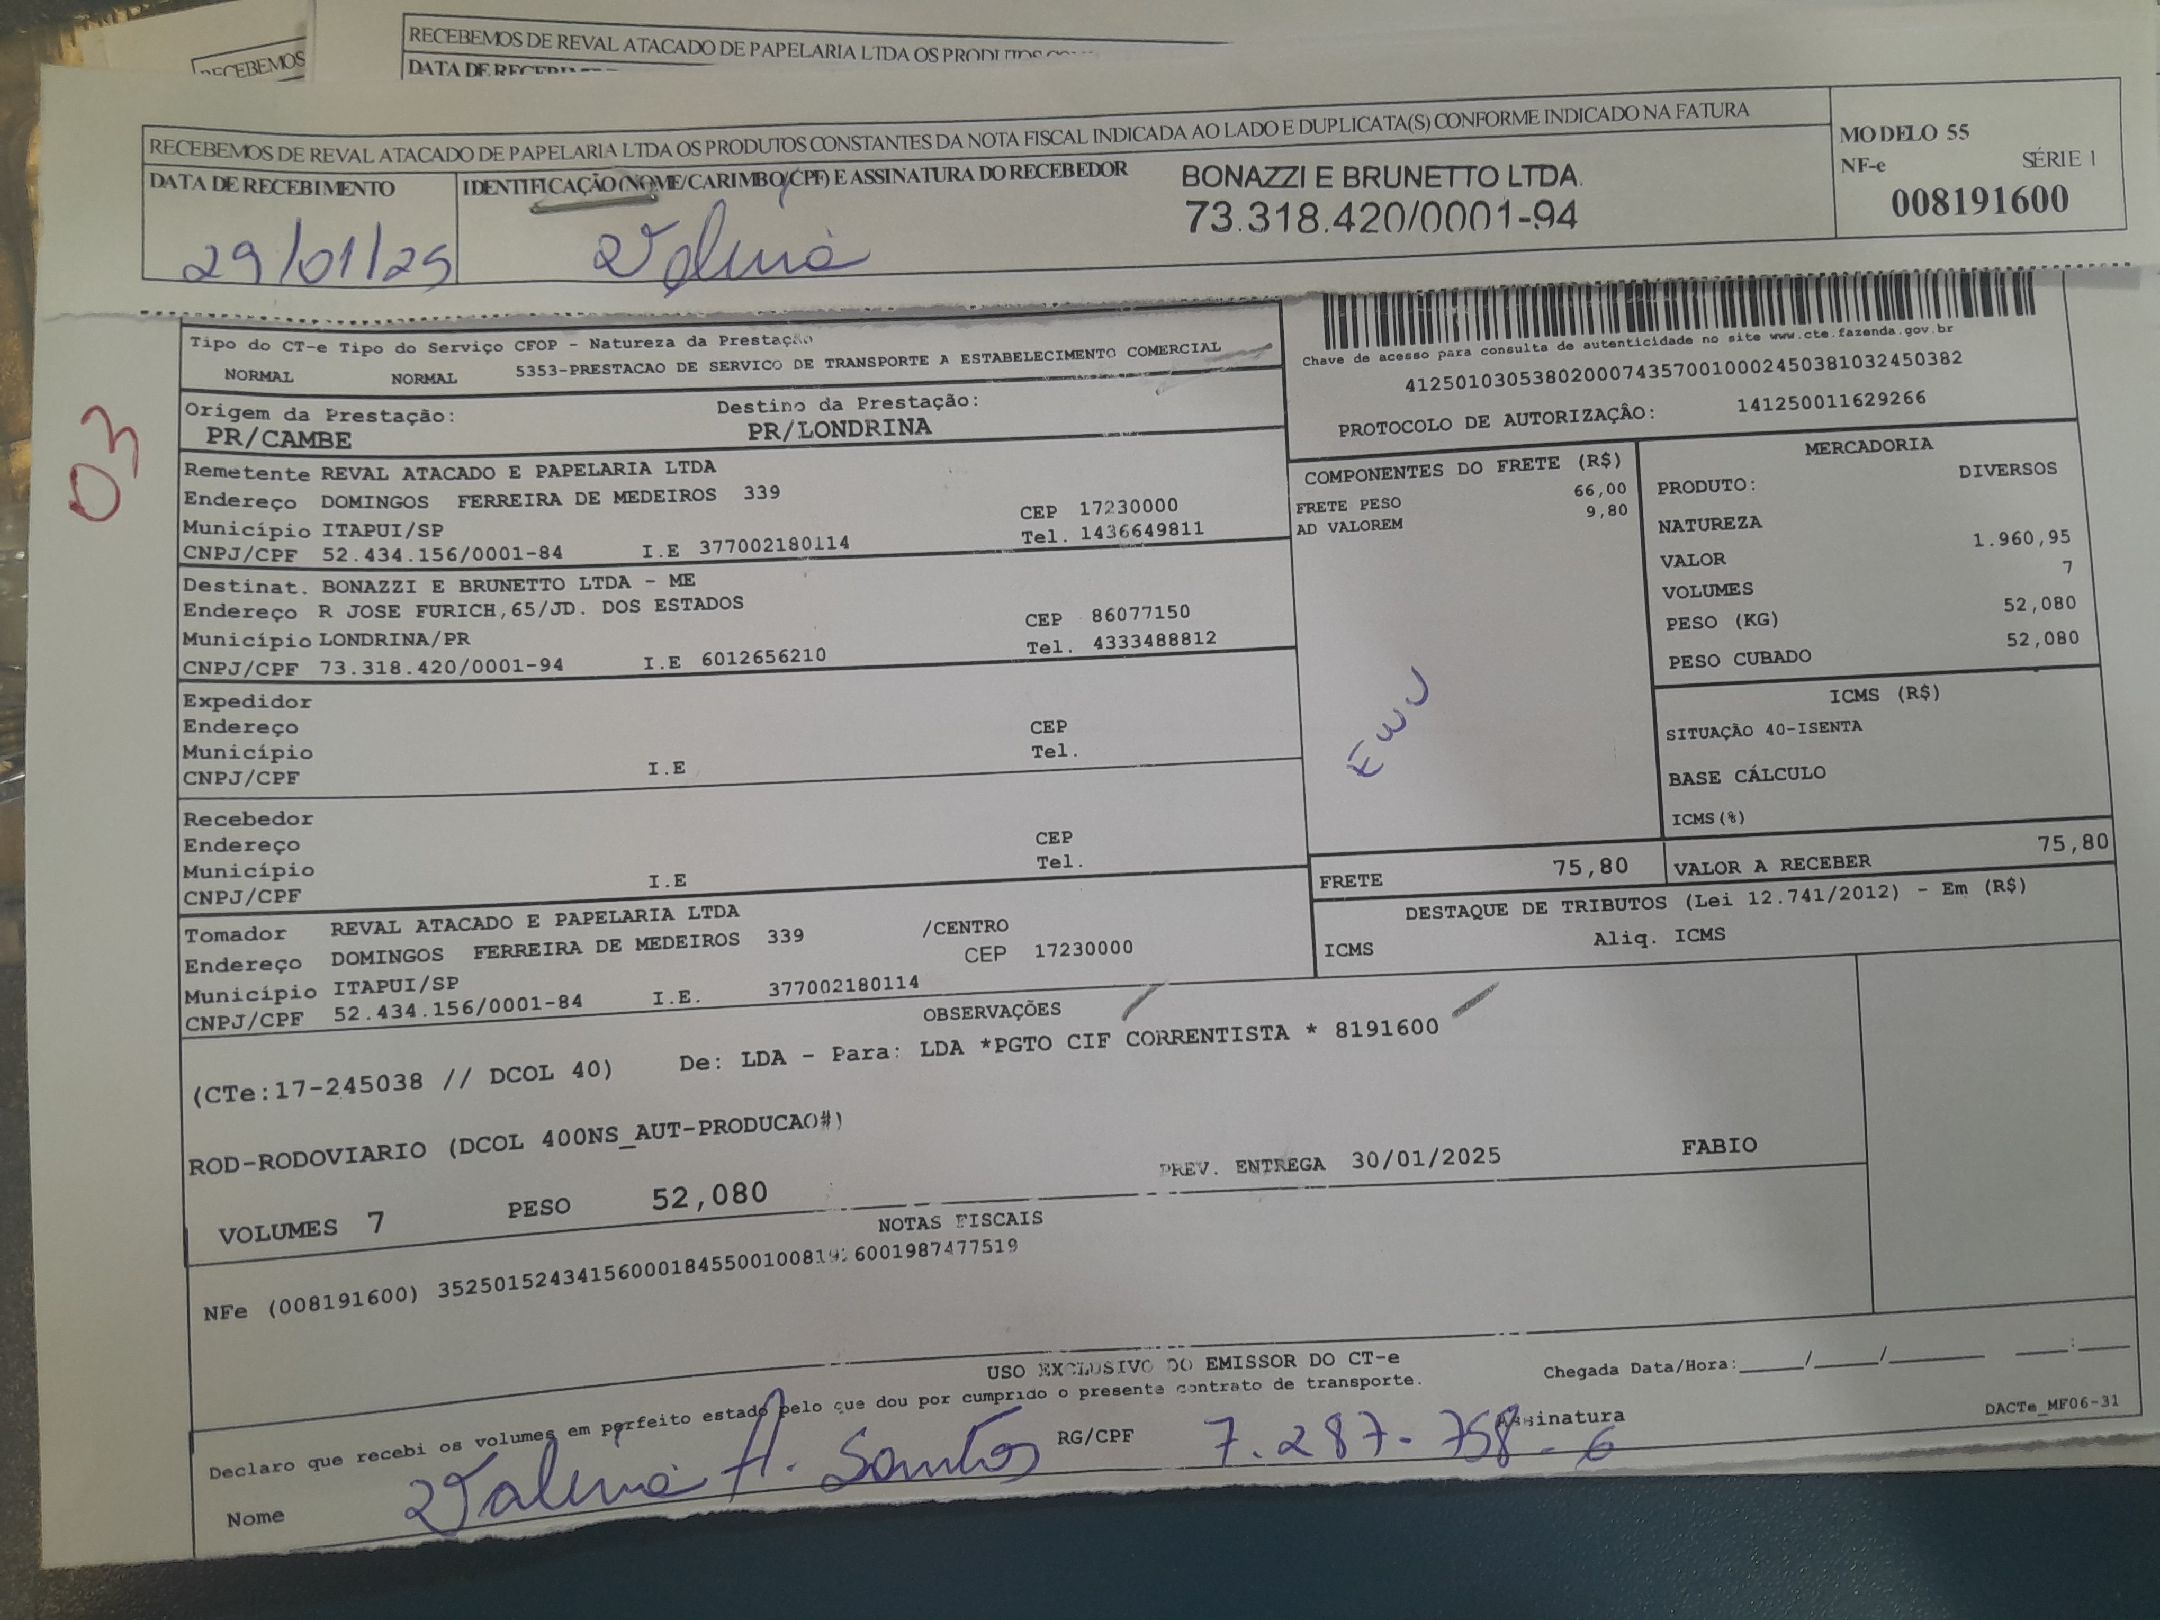 RECEBEMOS
RECEBEMOS DE REVAL ATACADO DE PAPELARIA LTDA OS PRODUTOS
DATA DE
RECEBEMOS DE REVAL ATACADO DE PAPELARIA LTDA OS PRODUTOS CONSTANTES DA NOTA FISCAL INDICADA AO LADO E DUPLICATA(S) CONFORME INDICADO NA FATURA
DATA DE RECEBIMENTO
29/01/25
IDENTIFICAÇÃO (NOME/CARIMBO/CPF) E ASSINATURA DO RECEBEDOR
BONAZZI E BRUNETTO LTDA.
73.318.420/0001-94
MODELO 55
NF-e SÉRIE 1
008191600
03
Tipo do CT-e Tipo do Serviço CFOP - Natureza da Prestação
NORMAL NORMAL 5353-PRESTACAO DE SERVICO DE TRANSPORTE A ESTABELECIMENTO COMERCIAL
Origem da Prestação: Destino da Prestação:
PR/CAMBE PR/LONDRINA
Chave de acesso para consulta de autenticidade no site www.cte.fazenda.gov.br
41250103053802000743570010002450381032450382
PROTOCOLO DE AUTORIZAÇÃO: 141250011629266
Remetente REVAL ATACADO E PAPELARIA LTDA
Endereço DOMINGOS FERREIRA DE MEDEIROS 339
CEP 17230000
Município ITAPUI/SP
Tel. 1436649811
CNPJ/CPF 52.434.156/0001-84 I.E 377002180114
Destinat. BONAZZI E BRUNETTO LTDA - ME
Endereço R JOSE FURICH,65/JD. DOS ESTADOS
CEP 86077150
Município LONDRINA/PR
Tel. 4333488812
CNPJ/CPF 73.318.420/0001-94 I.E 6012656210
Expedidor
Endereço CEP
Município Tel.
CNPJ/CPF I.E
Recebedor
Endereço CEP
Município Tel.
CNPJ/CPF I.E
Tomador REVAL ATACADO E PAPELARIA LTDA
Endereço DOMINGOS FERREIRA DE MEDEIROS 339 /CENTRO
CEP 17230000
Município ITAPUI/SP
CNPJ/CPF 52.434.156/0001-84 I.E. 377002180114
COMPONENTES DO FRETE (R$)
FRETE PESO 66,00
AD VALOREM 9,80
MERCADORIA
PRODUTO: DIVERSOS
NATUREZA
VALOR 1.960,95
VOLUMES 7
PESO (KG) 52,080
PESO CUBADO 52,080
ICMS (R$)
SITUAÇÃO 40-ISENTA
BASE CÁLCULO
ICMS(%)
FRETE 75,80 VALOR A RECEBER 75,80
DESTAQUE DE TRIBUTOS (Lei 12.741/2012) - Em (R$)
ICMS Aliq. ICMS
OBSERVAÇÕES
(CTe:17-245038 // DCOL 40) De: LDA - Para: LDA *PGTO CIF CORRENTISTA * 8191600
ROD-RODOVIARIO (DCOL 400NS_AUT-PRODUCAO#)
PREV. ENTREGA 30/01/2025 FABIO
VOLUMES 7 PESO 52,080
NOTAS FISCAIS
NFe (008191600)
USO EXCLUSIVO DO EMISSOR DO CT-e
Declaro que recebi os volumes em perfeito estado pelo que dou por cumprido o presente contrato de transporte.
Chegada Data/Hora:____/____/______ ___:___
Nome H. Santos RG/CPF 7.287.758-6 Assinatura
DACTe_MF06-31